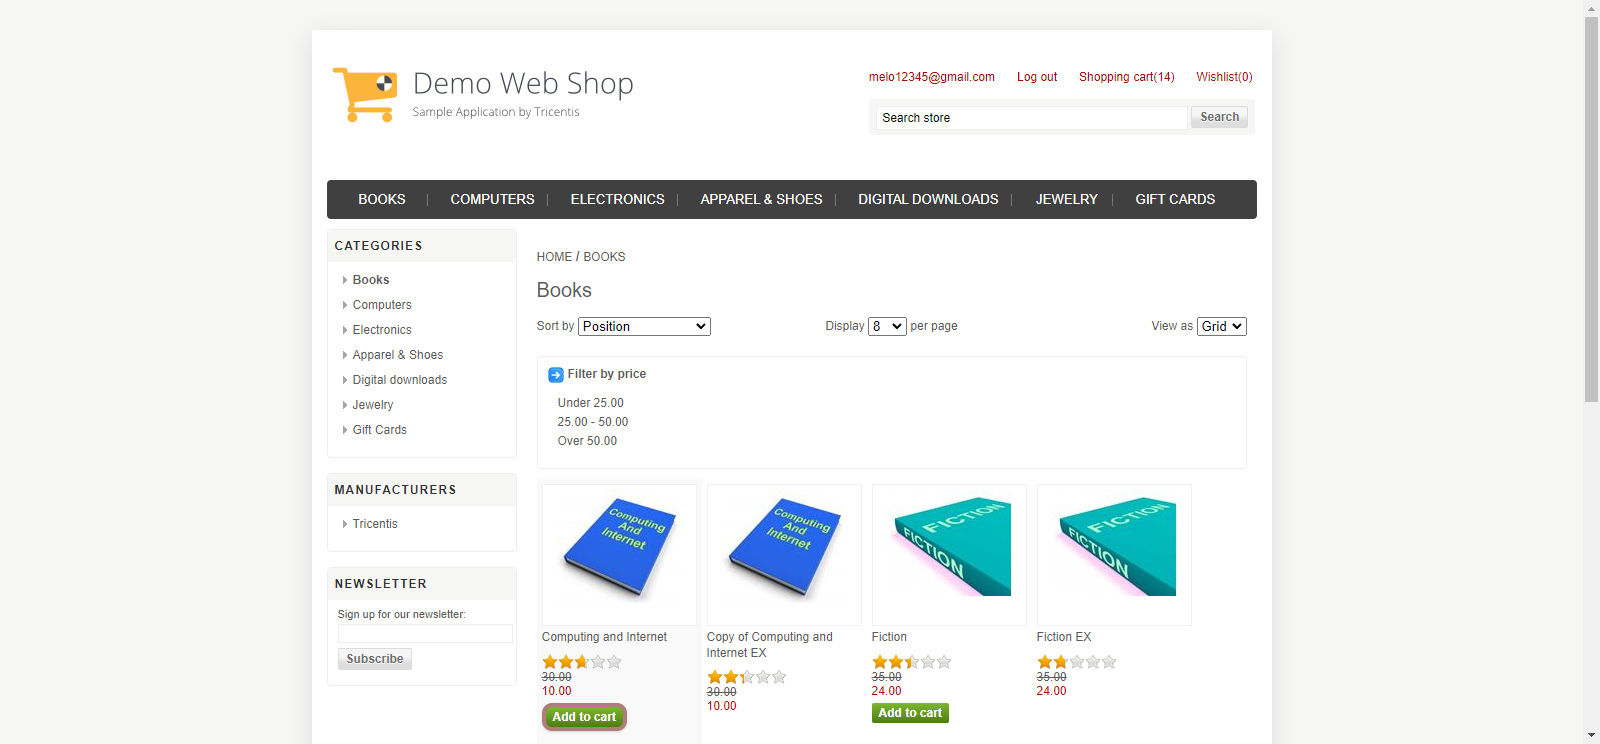 Demo Web Shop
Sample Application by Tricentis
melo12345@gmail.com Log out Shopping cart(14) Wishlist(0)
Search store Search
BOOKS COMPUTERS ELECTRONICS APPAREL & SHOES DIGITAL DOWNLOADS JEWELRY GIFT CARDS
CATEGORIES
Books
Computers
Electronics
Apparel & Shoes
Digital downloads
Jewelry
Gift Cards
MANUFACTURERS
Tricentis
NEWSLETTER
Sign up for our newsletter:
Subscribe
HOME / BOOKS
Books
Sort by Position Display 8 per page View as Grid
Filter by price
Under 25.00
25.00 - 50.00
Over 50.00
Computing
And
Internet
Computing and Internet
30.00
10.00
Add to cart
Computing
And
Internet
Copy of Computing and
Internet EX
30.00
10.00
FICTION
FICTION
Fiction
35.00
24.00
Add to cart
FICTION
FICTION
Fiction EX
35.00
24.00